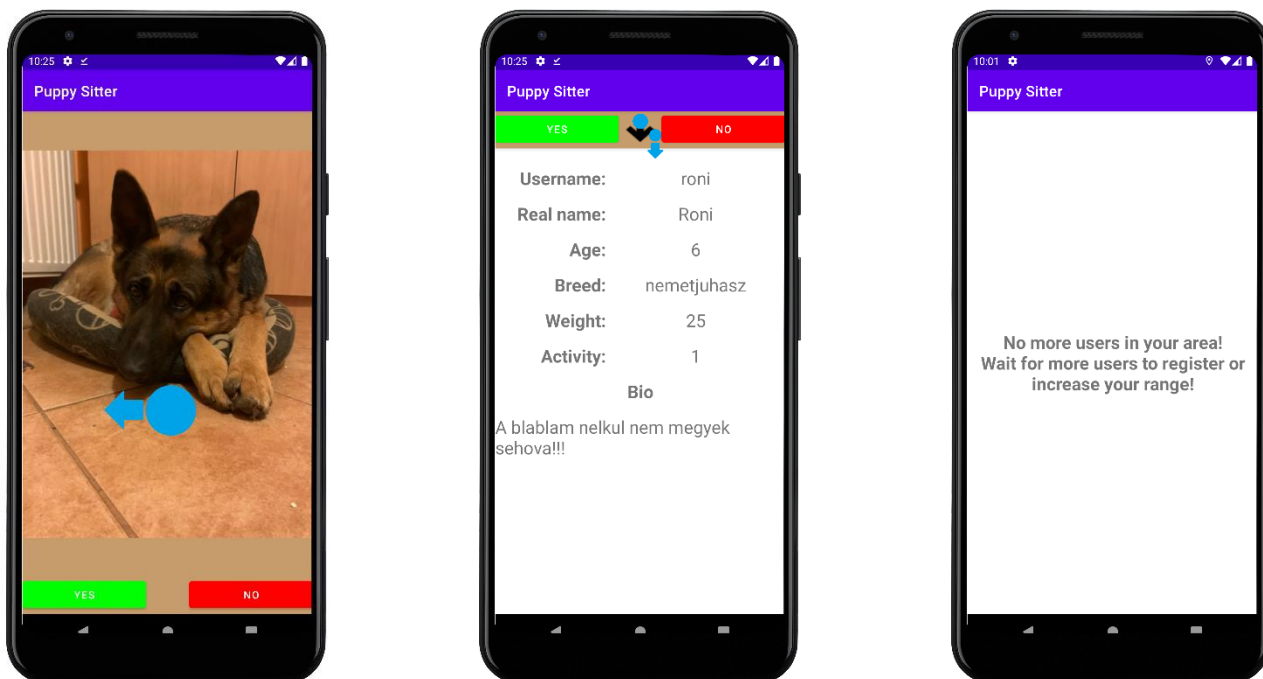 10:25
Puppy Sitter
YES
NO
10:25
Puppy Sitter
YES
NO
Username:
roni
Real name:
Roni
Age:
6
Breed:
nemetjuhasz
Weight:
25
Activity:
1
Bio
A blablam nelkul nem megyek
sehova!!!
10:01
Puppy Sitter
No more users in your area!
Wait for more users to register or
increase your range!